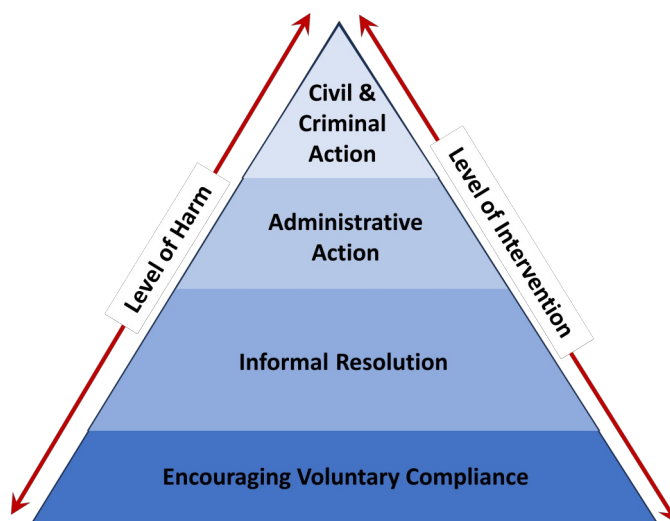 Civil &
Criminal
Action
Level of Harm
Level of Intervention
Administrative
Action
Informal Resolution
Encouraging Voluntary Compliance